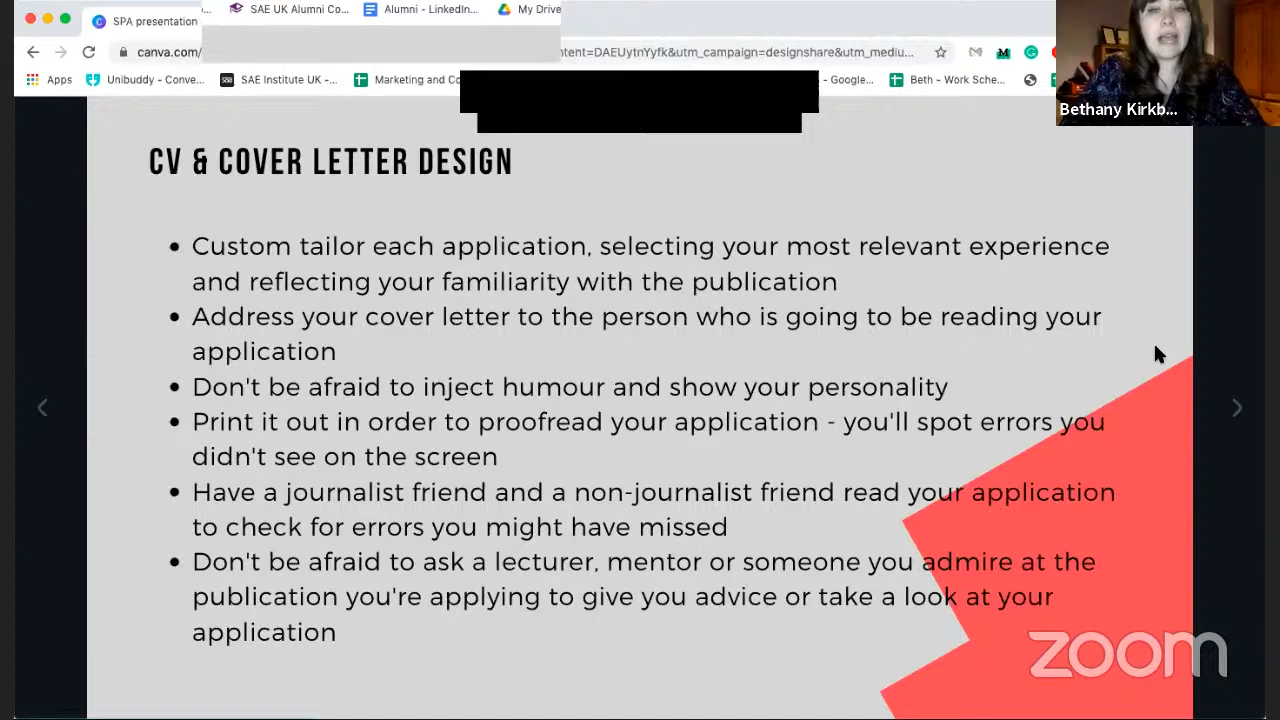 SAE UK Alumni Co...
Alumni - LinkedIn...
My Drive
SPA presentation
canva.com/
ntent=DAEUytnYyfk&utm_campaign=designshare&utm_mediu...
Apps
Unibuddy - Conve...
SAE Institute UK -...
Marketing and Co
- Google...
Beth - Work Sche...
Bethany Kirkb...
CV & COVER LETTER DESIGN
• Custom tailor each application, selecting your most relevant experience
and reflecting your familiarity with the publication
• Address your cover letter to the person who is going to be reading your
application
• Don't be afraid to inject humour and show your personality
• Print it out in order to proofread your application - you'll spot errors you
didn't see on the screen
• Have a journalist friend and a non-journalist friend read your application
to check for errors you might have missed
• Don't be afraid to ask a lecturer, mentor or someone you admire at the
publication you're applying to give you advice or take a look at your
application
zoom